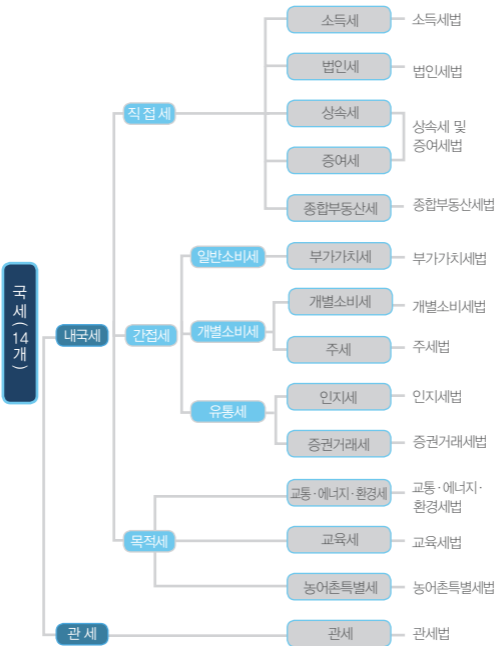 국세(14개)
내국세
관 세
직 접 세
간접세
목적세
일반소비세
개별소비세
유통세
소득세
소득세법
법인세
법인세법
상속세
증여세
상속세 및
증여세법
종합부동산세
종합부동산세법
부가가치세
부가가치세법
개별소비세
개별소비세법
주세
주세법
인지세
인지세법
증권거래세
증권거래세법
교통·에너지·환경세
교통·에너지·
환경세법
교육세
교육세법
농어촌특별세
농어촌특별세법
관세
관세법